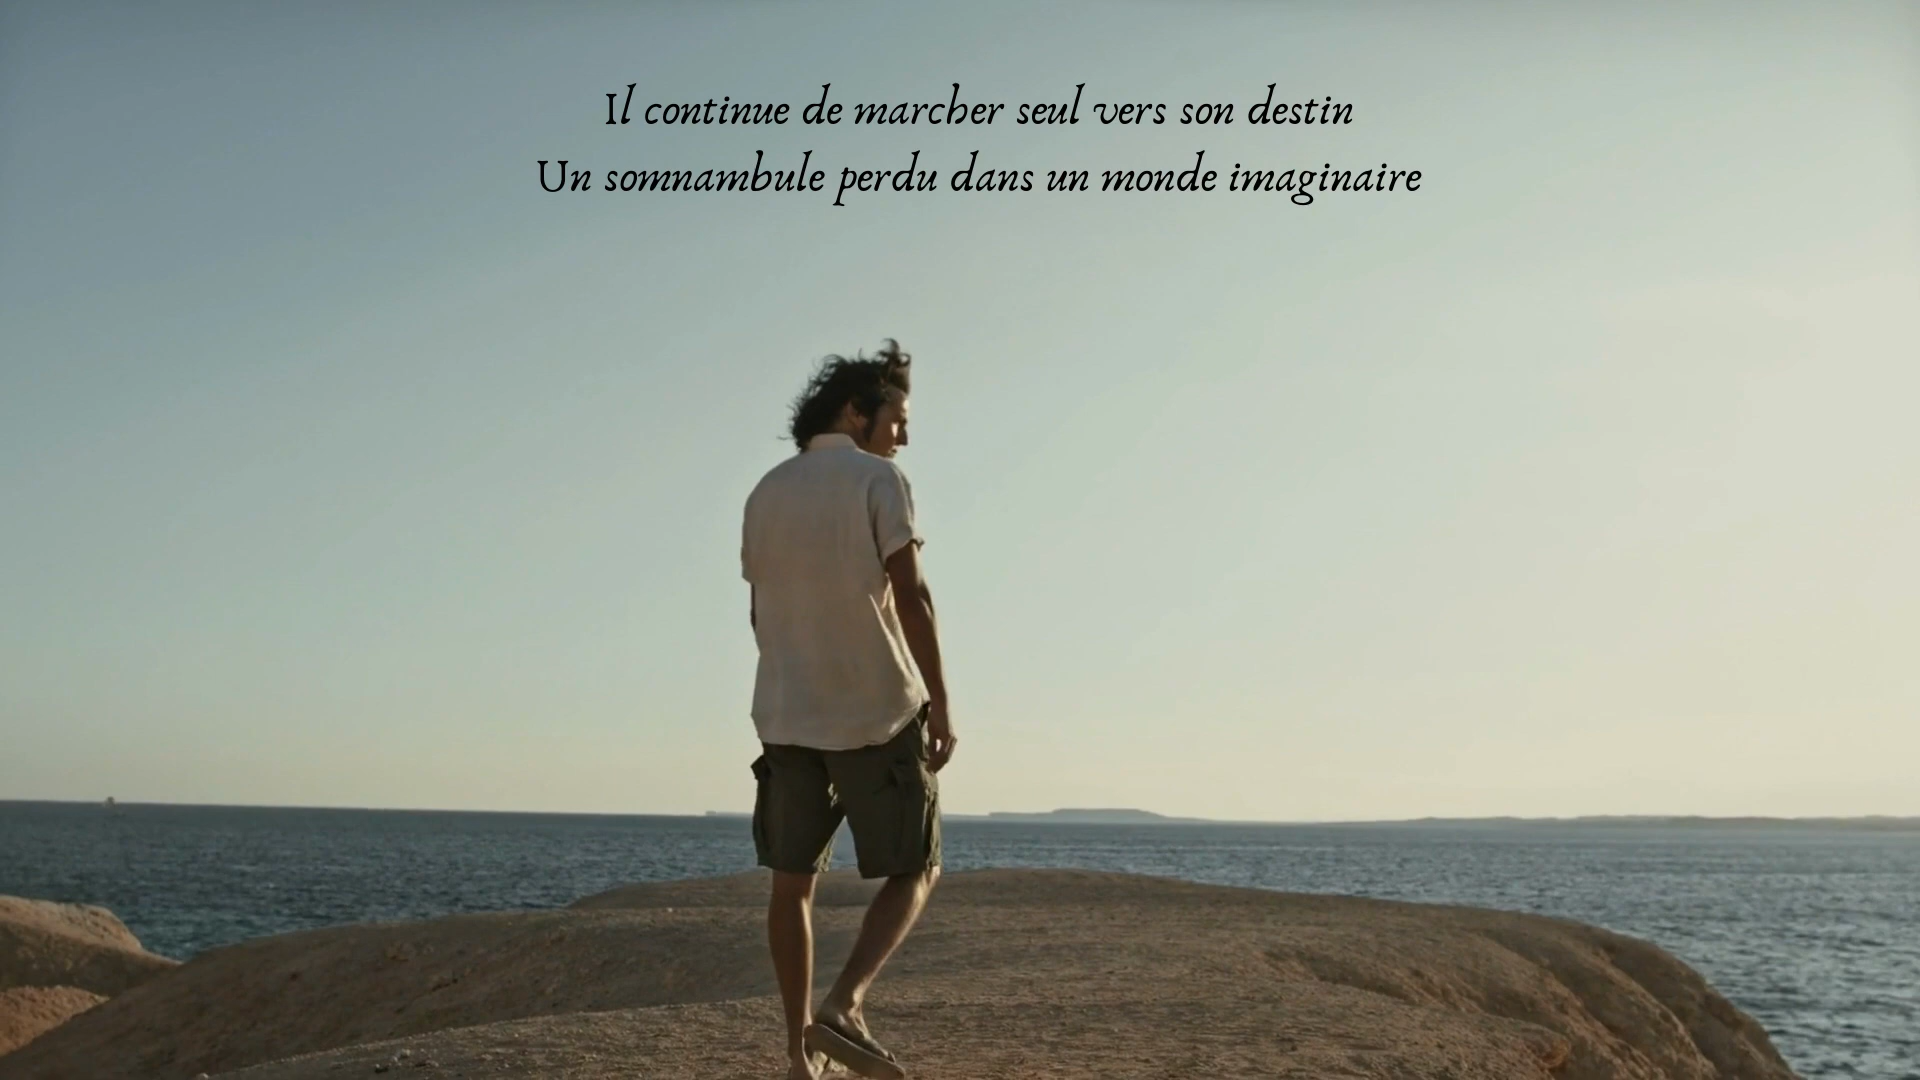 Il continue de marcher seul vers son destin
Un somnambule perdu dans un monde imaginaire